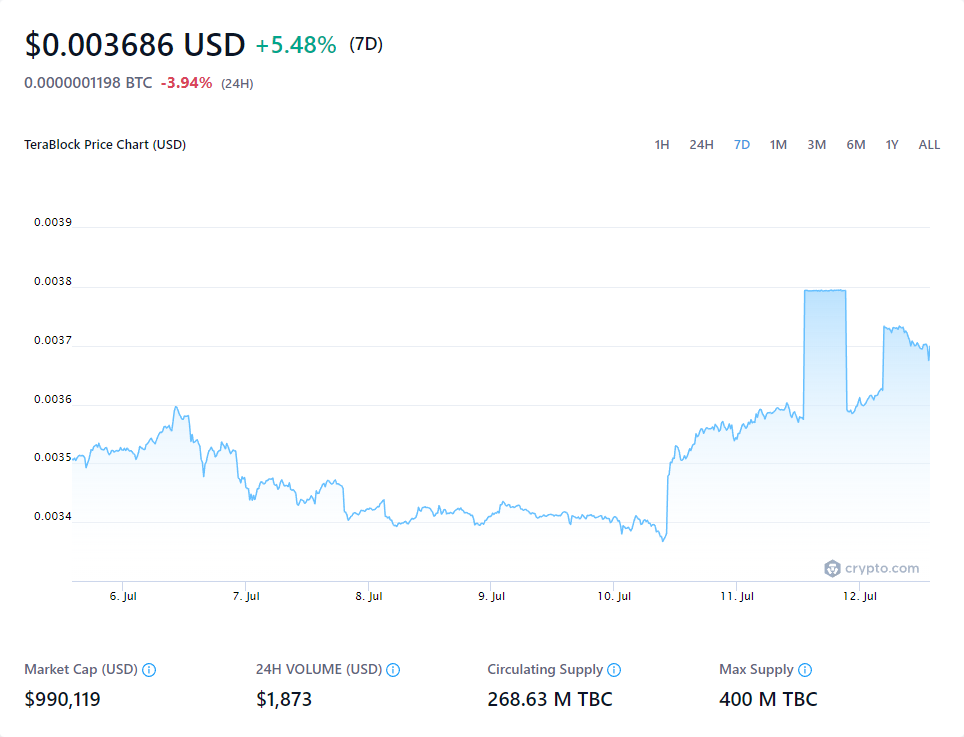 $0.003686 USD +5.48% (7D)
0.0000001198 BTC -3.94% (24H)
TeraBlock Price Chart (USD) 1H 24H 7D 1M 3M 6M 1Y ALL
0.0039
0.0038
0.0037
0.0036
0.0035
0.0034
crypto.com
6. Jul 7. Jul 8. Jul 9. Jul 10. Jul 11. Jul 12. Jul
Market Cap (USD) 24H VOLUME (USD) Circulating Supply Max Supply
$990,119 $1,873 268.63 M TBC 400 M TBC